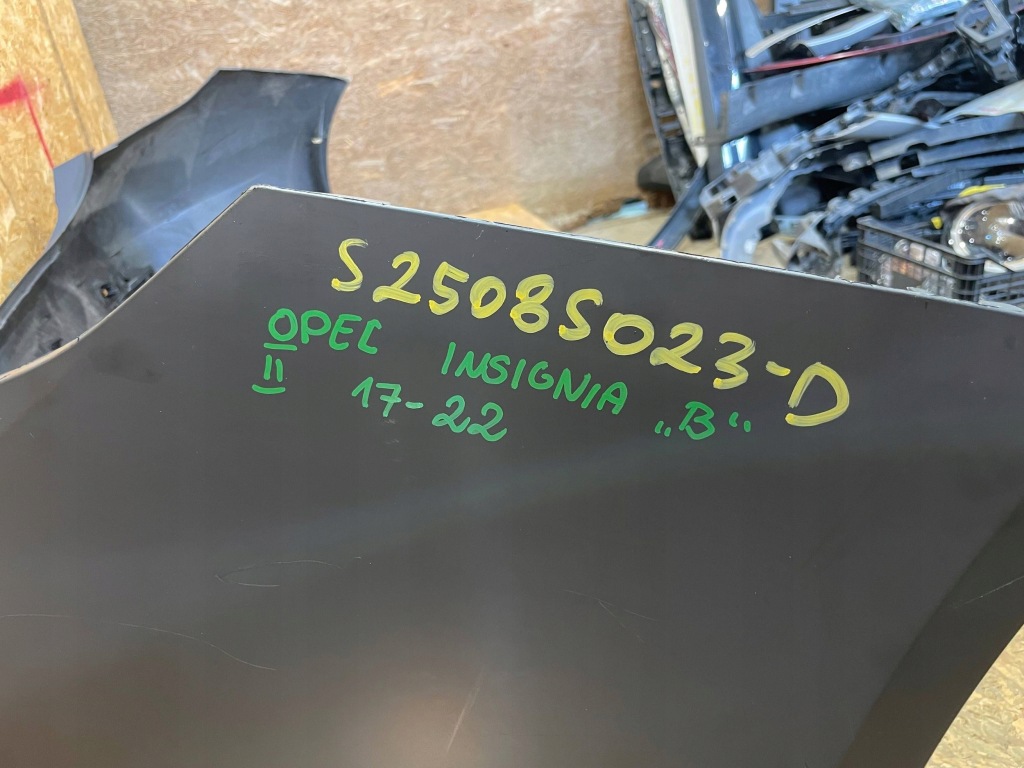 S2508S023-D
OPEL INSIGNIA „B“
II 17-22